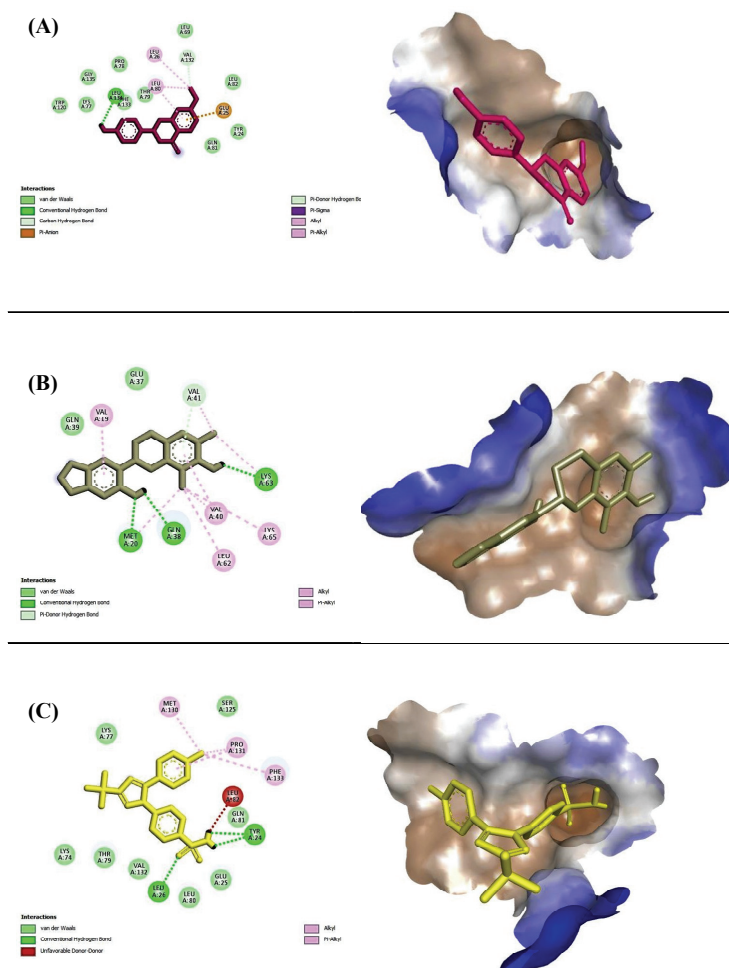 (A)
LEU
A:69
LEU
A:26
VAL
A:132
PRO
A:78
GLY
A:135
LEU
A:80
LEU
A:82
THR
A:79
TRP
A:120
LYS
A:77
A:133
GLU
A:25
TYR
A:24
GLN
A:81
Interactions
van der Waals
Conventional Hydrogen Bond
Carbon Hydrogen Bond
Pi-Anion
Pi-Donor Hydrogen Bo
Pi-Sigma
Alkyl
Pi-Alkyl
(B)
GLU
A:37
VAL
A:41
VAL
A:19
GLN
A:39
LYS
A:63
VAL
A:40
GLN
A:38
MET
A:20
LYS
A:65
LEU
A:62
Interactions
van der Waals
Conventional Hydrogen Bond
Pi-Donor Hydrogen Bond
Alkyl
Pi-Alkyl
(C)
MET
A:130
SER
A:125
LYS
A:77
PRO
A:131
PHE
A:133
LEU
A:82
GLN
A:81
TYR
A:24
LYS
A:74
THR
A:79
VAL
A:132
GLU
A:25
LEU
A:26
LEU
A:80
Interactions
van der Waals
Conventional Hydrogen Bond
Unfavorable Donor-Donor
Alkyl
Pi-Alkyl